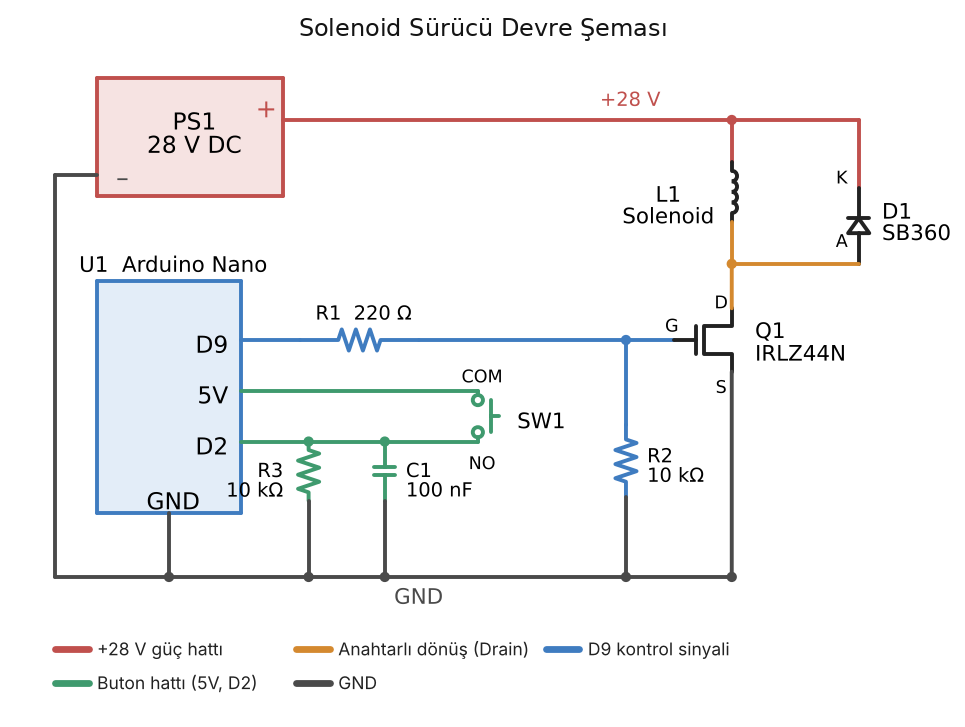 Solenoid Sürücü Devre Şeması
+28 V
+
PS1
28 V DC
–
K
L1
Solenoid
D1
SB360
A
U1 Arduino Nano
D
R1 220 Ω
G
Q1
IRLZ44N
D9
S
COM
5V
SW1
D2
NO
R3
10 kΩ
C1
100 nF
R2
10 kΩ
GND
GND
+28 V güç hattı
Anahtarlı dönüş (Drain)
D9 kontrol sinyali
Buton hattı (5V, D2)
GND